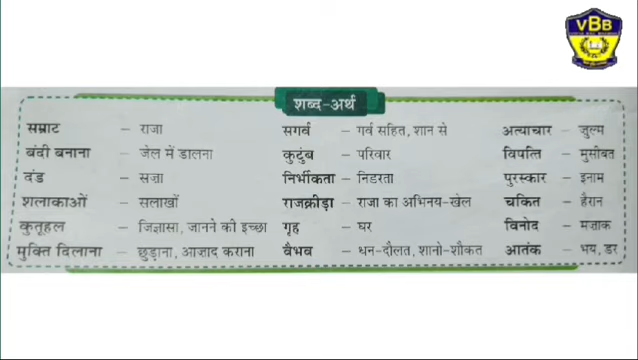 VBB
शब्द-अर्थ
सम्राट – राजा
बंदी बनाना – जेल में डालना
दंड – सज़ा
शलाकाओं – सलाखों
कुतूहल – जिज्ञासा, जानने की इच्छा
मुक्ति दिलाना – छुड़ाना, आज़ाद कराना
सगर्व – गर्व सहित, शान से
कुटुंब – परिवार
निर्भीकता – निडरता
राजक्रीड़ा – राजा का अभिनय-खेल
गृह – घर
वैभव – धन-दौलत, शानो-शौकत
अत्याचार – ज़ुल्म
विपत्ति – मुसीबत
पुरस्कार – इनाम
चकित – हैरान
विनोद – मज़ाक
आतंक – भय, डर